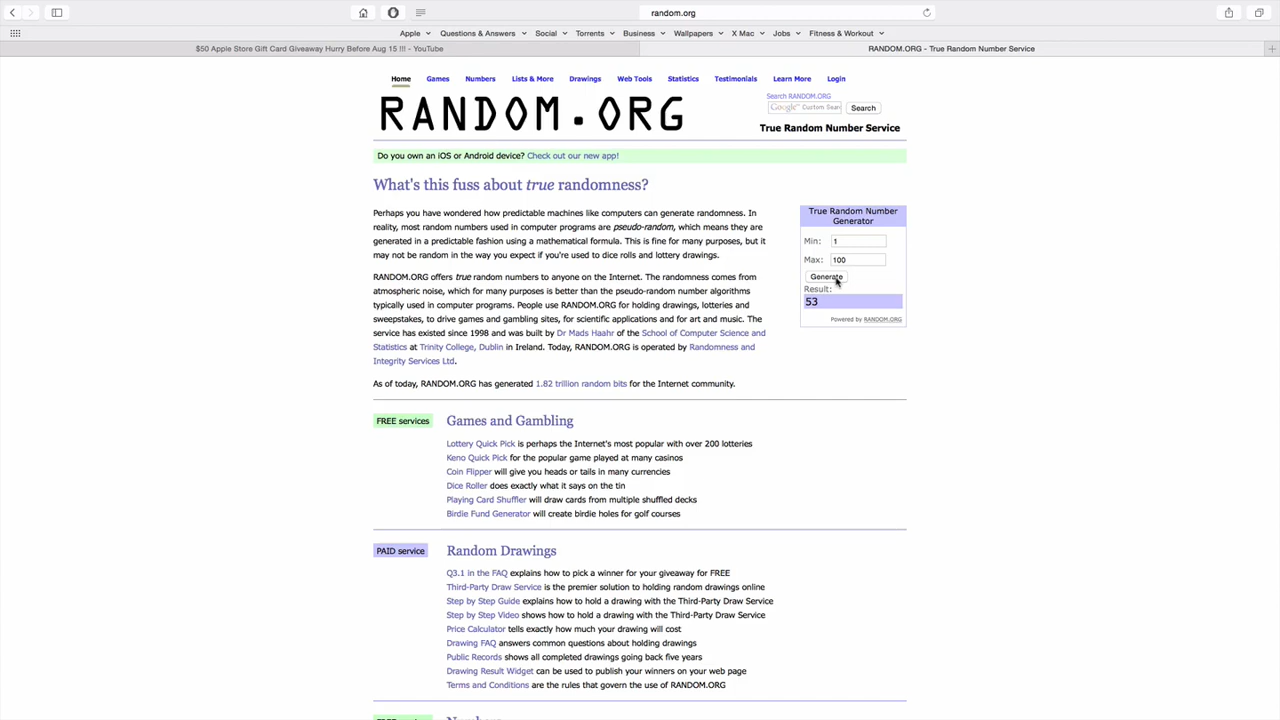 random.org
Apple Questions & Answers Social Torrents Business Wallpapers X Mac Jobs Fitness & Workout
$50 Apple Store Gift Card Giveaway Hurry Before Aug 15 !!! - YouTube
RANDOM.ORG - True Random Number Service
Home Games Numbers Lists & More Drawings Web Tools Statistics Testimonials Learn More Login
RANDOM.ORG
Search RANDOM.ORG
Google™ Custom Sear Search
True Random Number Service
Do you own an iOS or Android device? Check out our new app!
What's this fuss about true randomness?
Perhaps you have wondered how predictable machines like computers can generate randomness. In
reality, most random numbers used in computer programs are pseudo-random, which means they are
generated in a predictable fashion using a mathematical formula. This is fine for many purposes, but it
may not be random in the way you expect if you're used to dice rolls and lottery drawings.
RANDOM.ORG offers true random numbers to anyone on the Internet. The randomness comes from
atmospheric noise, which for many purposes is better than the pseudo-random number algorithms
typically used in computer programs. People use RANDOM.ORG for holding drawings, lotteries and
sweepstakes, to drive games and gambling sites, for scientific applications and for art and music. The
service has existed since 1998 and was built by Dr Mads Haahr of the School of Computer Science and
Statistics at Trinity College, Dublin in Ireland. Today, RANDOM.ORG is operated by Randomness and
Integrity Services Ltd.
As of today, RANDOM.ORG has generated 1.82 trillion random bits for the Internet community.
True Random Number
Generator
Min: 1
Max: 100
Generate
Result:
53
Powered by RANDOM.ORG
FREE services
Games and Gambling
Lottery Quick Pick is perhaps the Internet's most popular with over 200 lotteries
Keno Quick Pick for the popular game played at many casinos
Coin Flipper will give you heads or tails in many currencies
Dice Roller does exactly what it says on the tin
Playing Card Shuffler will draw cards from multiple shuffled decks
Birdie Fund Generator will create birdie holes for golf courses
PAID service
Random Drawings
Q3.1 in the FAQ explains how to pick a winner for your giveaway for FREE
Third-Party Draw Service is the premier solution to holding random drawings online
Step by Step Guide explains how to hold a drawing with the Third-Party Draw Service
Step by Step Video shows how to hold a drawing with the Third-Party Draw Service
Price Calculator tells exactly how much your drawing will cost
Drawing FAQ answers common questions about holding drawings
Public Records shows all completed drawings going back five years
Drawing Result Widget can be used to publish your winners on your web page
Terms and Conditions are the rules that govern the use of RANDOM.ORG